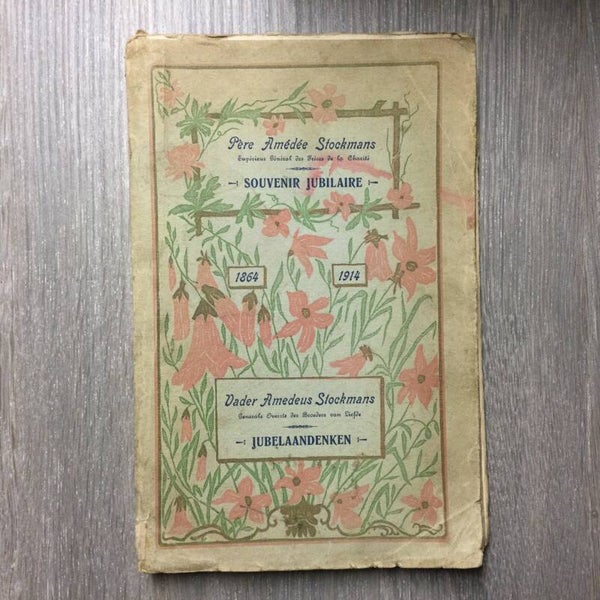 Père Amédée Stockmans
Supérieur Général des Frères de la Charité
SOUVENIR JUBILAIRE
1864 1914
Vader Amedeus Stockmans
Generale Overste der Broeders van Liefde
JUBELAANDENKEN